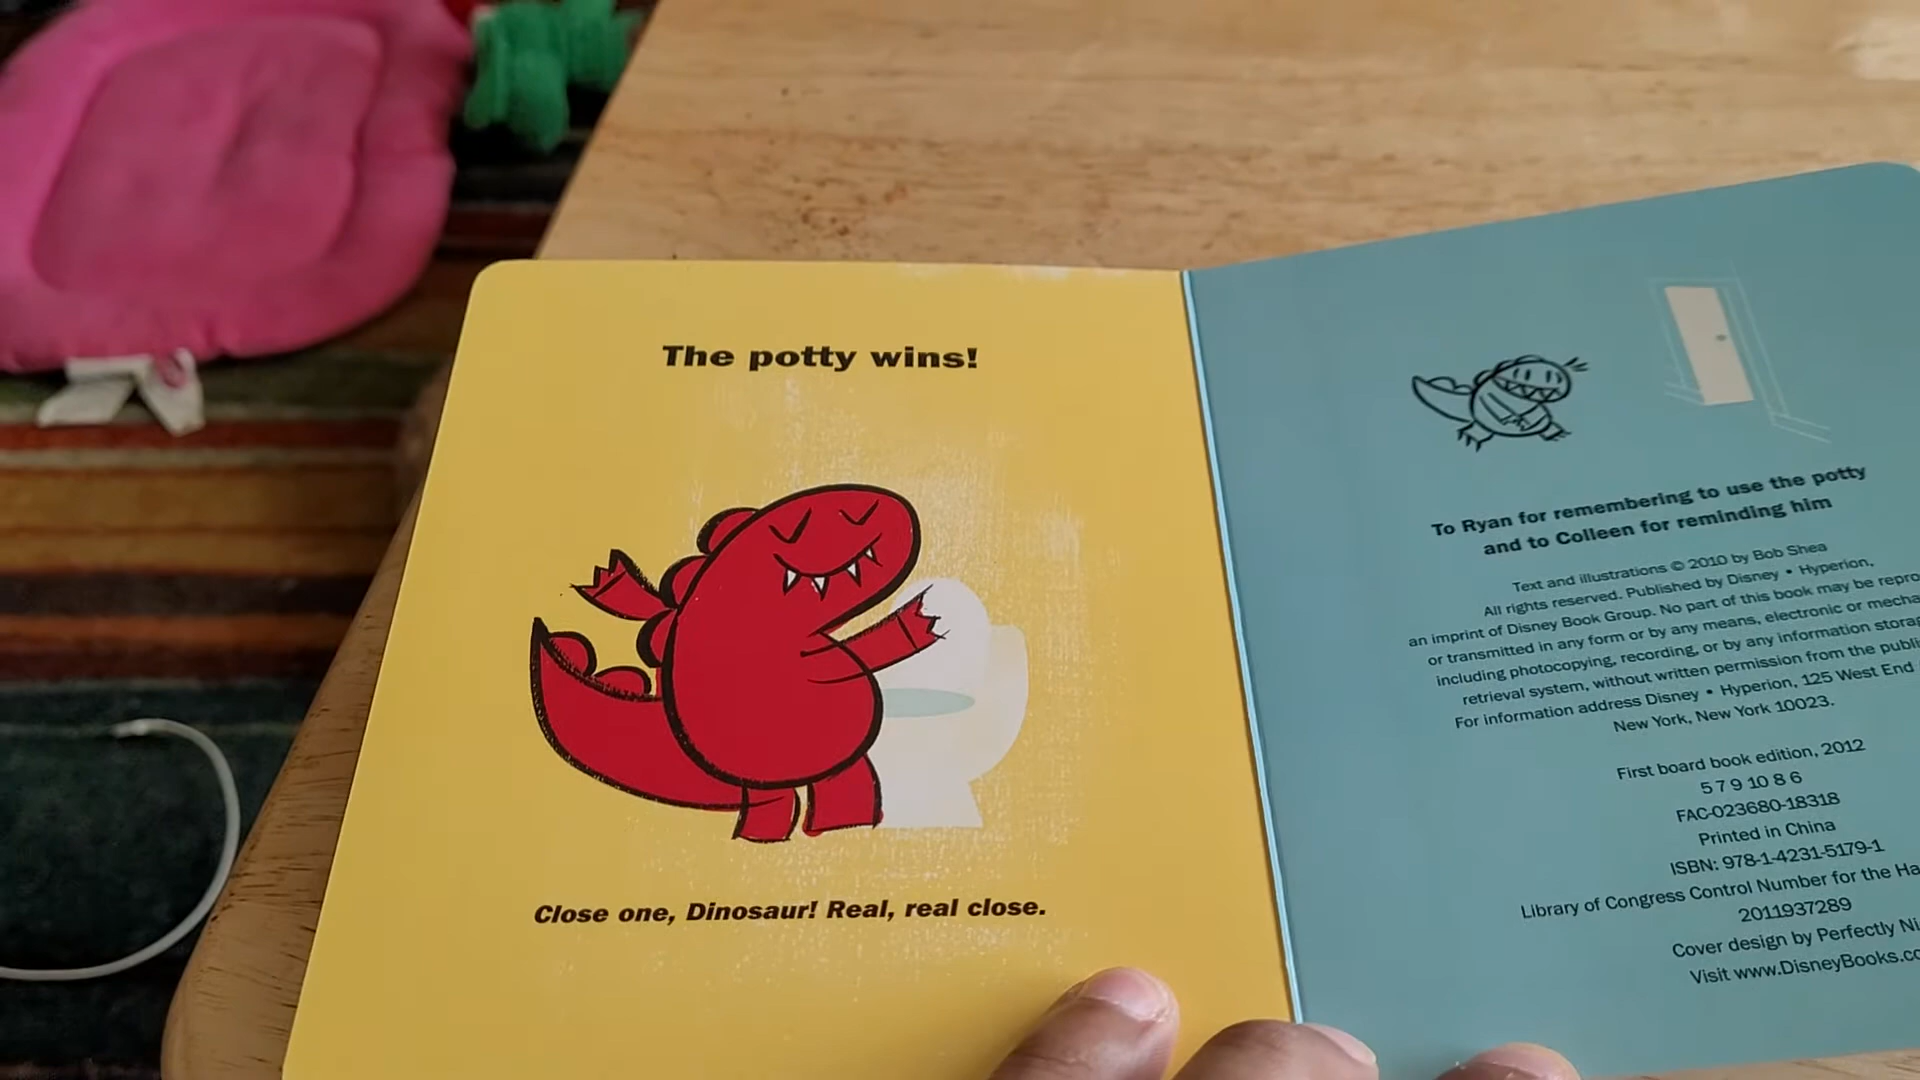 The potty wins!
Close one, Dinosaur! Real, real close.
To Ryan for remembering to use the potty
and to Colleen for reminding him
Text and illustrations © 2010 by Bob Shea
All rights reserved. Published by Disney • Hyperion,
an imprint of Disney Book Group. No part of this book may be
or transmitted in any form or by any means, electronic or
including photocopying, recording, or by any information
retrieval system, without written permission from the
For information address Disney • Hyperion, 125 West End
New York, New York 10023.
First board book edition, 2012
5 7 9 10 8 6
FAC-023680-18318
Printed in China
ISBN: 978-1-4231-5179-1
Library of Congress Control Number for the
2011937289
Cover design by Perfectly
Visit